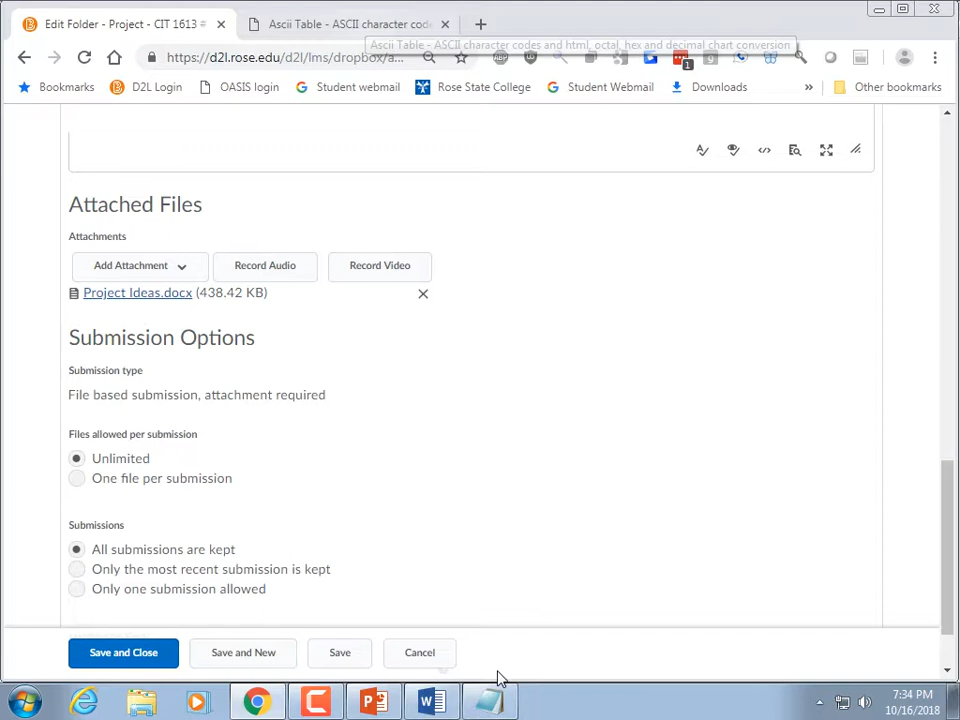 Edit Folder - Project - CIT 1613 #
Ascii Table - ASCII character code
Ascii Table - ASCII character codes and html, octal, hex and decimal chart conversion
https://d2l.rose.edu/d2l/lms/dropbox/a...
ABP
1
Bookmarks
D2L Login
OASIS login
Student webmail
Rose State College
Student Webmail
Downloads
»
Other bookmarks
Attached Files
Attachments
Add Attachment
Record Audio
Record Video
Project Ideas.docx (438.42 KB)
Submission Options
Submission type
File based submission, attachment required
Files allowed per submission
Unlimited
One file per submission
Submissions
All submissions are kept
Only the most recent submission is kept
Only one submission allowed
Save and Close
Save and New
Save
Cancel
7:34 PM
10/16/2018